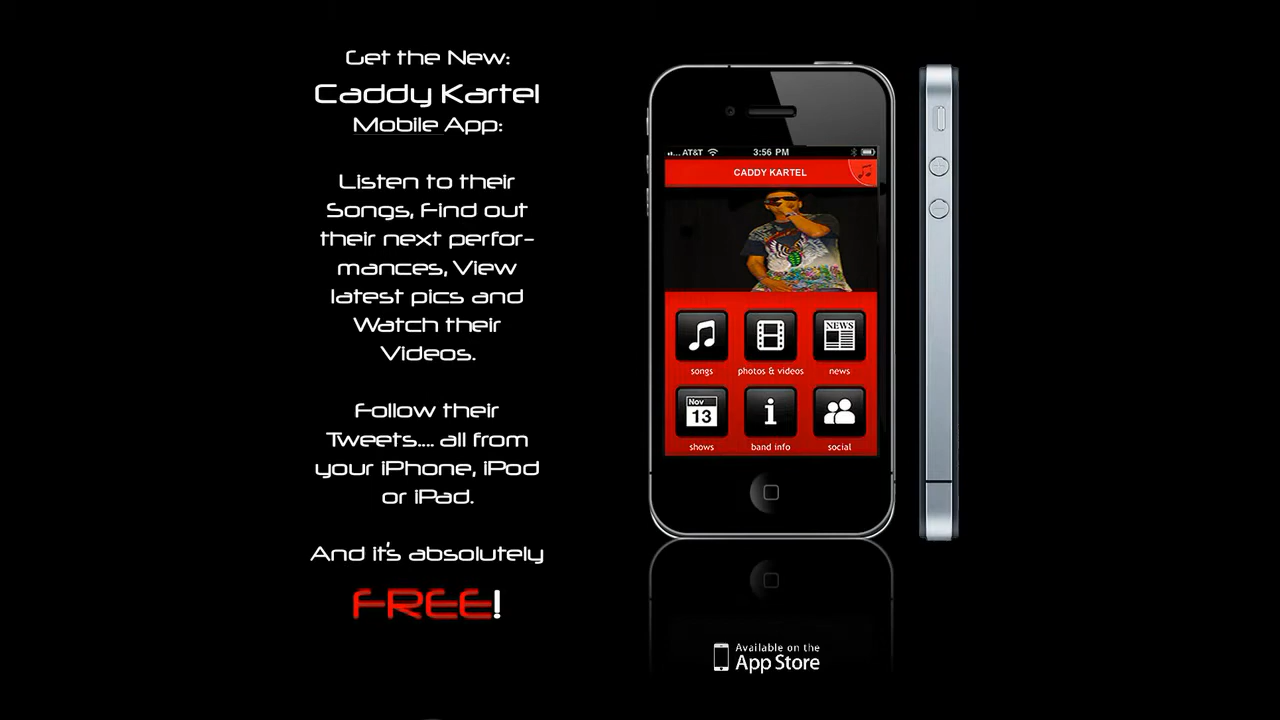 Get the New:
Caddy Kartel
Mobile App:
Listen to their
Songs, Find out
their next perfor-
mances, View
latest pics and
Watch their
Videos.
Follow their
Tweets.... all from
your iPhone, iPod
or iPad.
And it's absolutely
FREE!
AT&T 3:56 PM
CADDY KARTEL
songs photos & videos NEWS news
Nov
13
shows band info social
Available on the
App Store